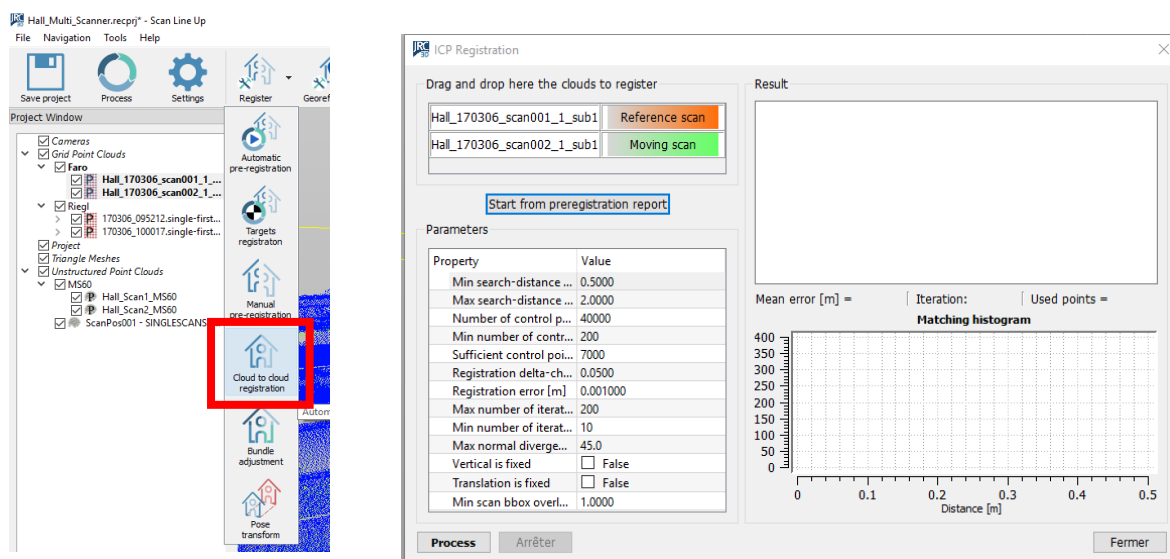 Hall_Multi_Scanner.recprj* - Scan Line Up
File Navigation Tools Help
Save project Process Settings Register Georef
Project Window
Cameras
Grid Point Clouds
Faro
Hall_170306_scan001_1_...
Hall_170306_scan002_1_...
Riegl
170306_095212.single-first...
170306_100017.single-first...
Project
Triangle Meshes
Unstructured Point Clouds
MS60
Hall_Scan1_MS60
Hall_Scan2_MS60
ScanPos001 - SINGLESCANS
Automatic
pre-registration
Targets
registraton
Manual
pre-registration
Cloud to cloud
registration
Autom
Bundle
adjustment
Pose
transform
JRC 3D ICP Registration
Drag and drop here the clouds to register
Hall_170306_scan001_1_sub1 Reference scan
Hall_170306_scan002_1_sub1 Moving scan
Start from preregistration report
Parameters
Property Value
Min search-distance ... 0.5000
Max search-distance ... 2.0000
Number of control p... 40000
Min number of contr... 200
Sufficient control poi... 7000
Registration delta-ch... 0.0500
Registration error [m] 0.001000
Max number of iterat... 200
Min number of iterat... 10
Max normal diverge... 45.0
Vertical is fixed False
Translation is fixed False
Min scan bbox overl... 1.0000
Process Arrêter
Result
Mean error [m] = Iteration: Used points =
Matching histogram
400
350
300
250
200
150
100
50
0
0 0.1 0.2 0.3 0.4 0.5
Distance [m]
Fermer